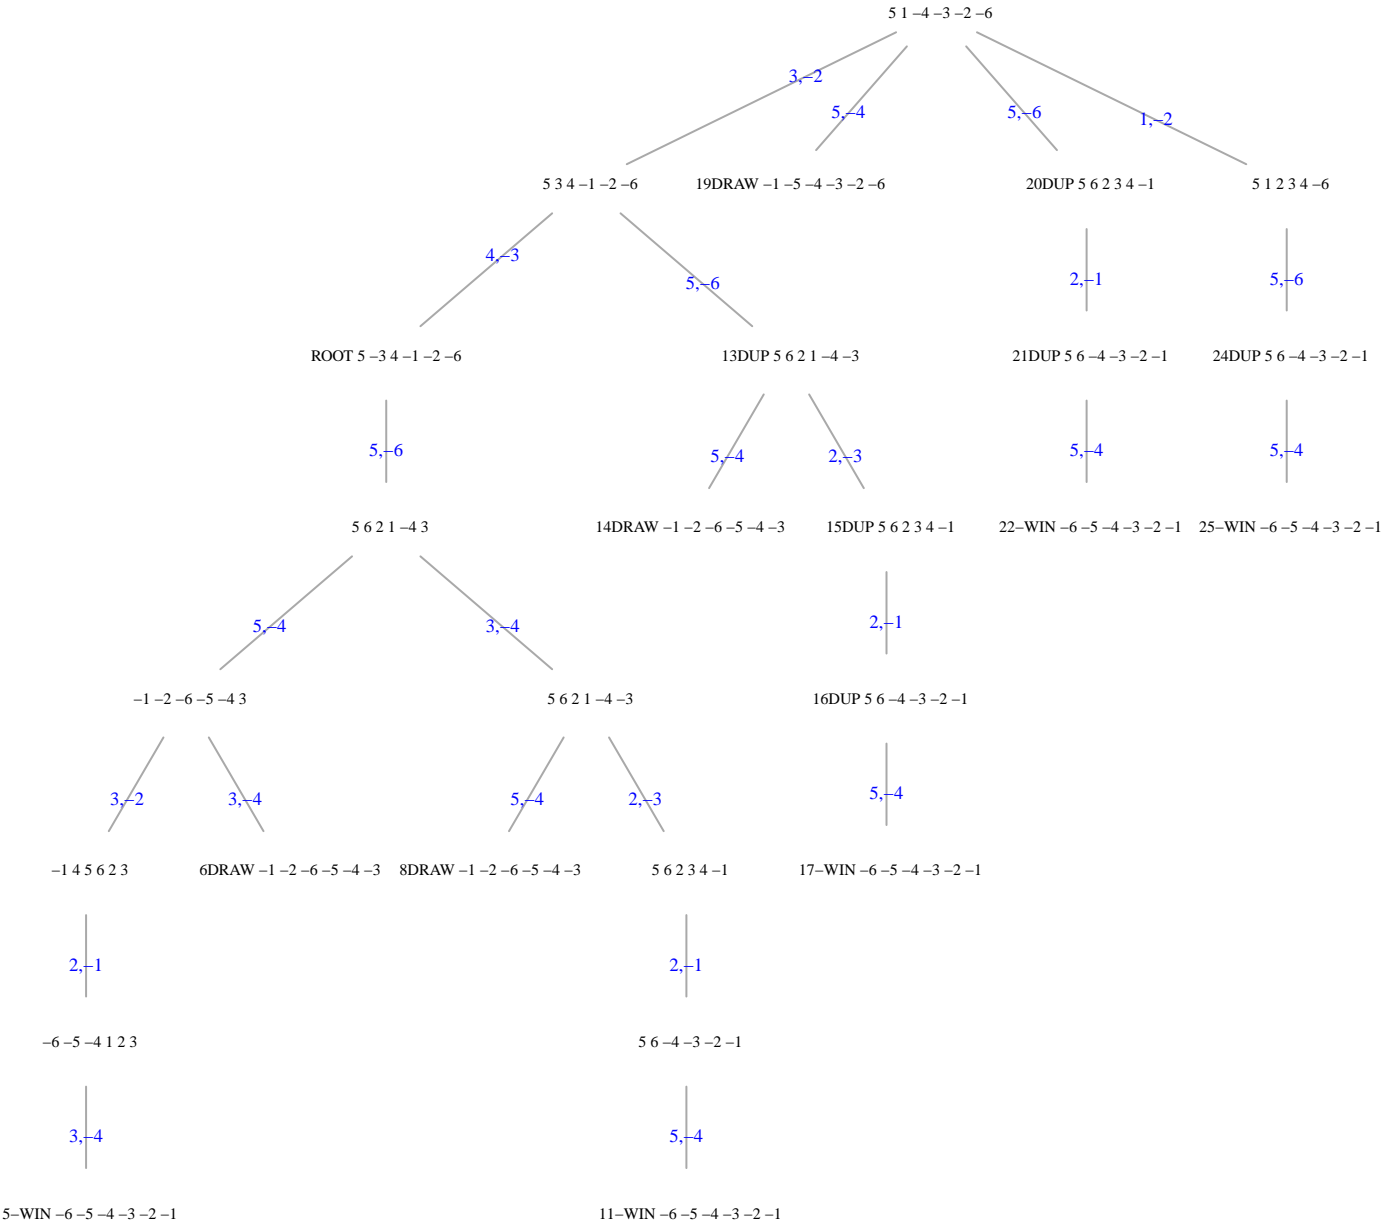 5 1 –4 –3 –2 –6
3,–2
5,–4
5,–6
1,–2
5 3 4 –1 –2 –6
19DRAW –1 –5 –4 –3 –2 –6
20DUP 5 6 2 3 4 –1
5 1 2 3 4 –6
4,–3
5,–6
2,–1
5,–6
ROOT 5 –3 4 –1 –2 –6
13DUP 5 6 2 1 –4 –3
21DUP 5 6 –4 –3 –2 –1
24DUP 5 6 –4 –3 –2 –1
5,–6
5,–4
2,–3
5,–4
5,–4
5 6 2 1 –4 3
14DRAW –1 –2 –6 –5 –4 –3
15DUP 5 6 2 3 4 –1
22–WIN –6 –5 –4 –3 –2 –1
25–WIN –6 –5 –4 –3 –2 –1
5,–4
3,–4
2,–1
–1 –2 –6 –5 –4 3
5 6 2 1 –4 –3
16DUP 5 6 –4 –3 –2 –1
3,–2
3,–4
5,–4
2,–3
5,–4
–1 4 5 6 2 3
6DRAW –1 –2 –6 –5 –4 –3
8DRAW –1 –2 –6 –5 –4 –3
5 6 2 3 4 –1
17–WIN –6 –5 –4 –3 –2 –1
2,–1
2,–1
–6 –5 –4 1 2 3
5 6 –4 –3 –2 –1
3,–4
5,–4
5–WIN –6 –5 –4 –3 –2 –1
11–WIN –6 –5 –4 –3 –2 –1